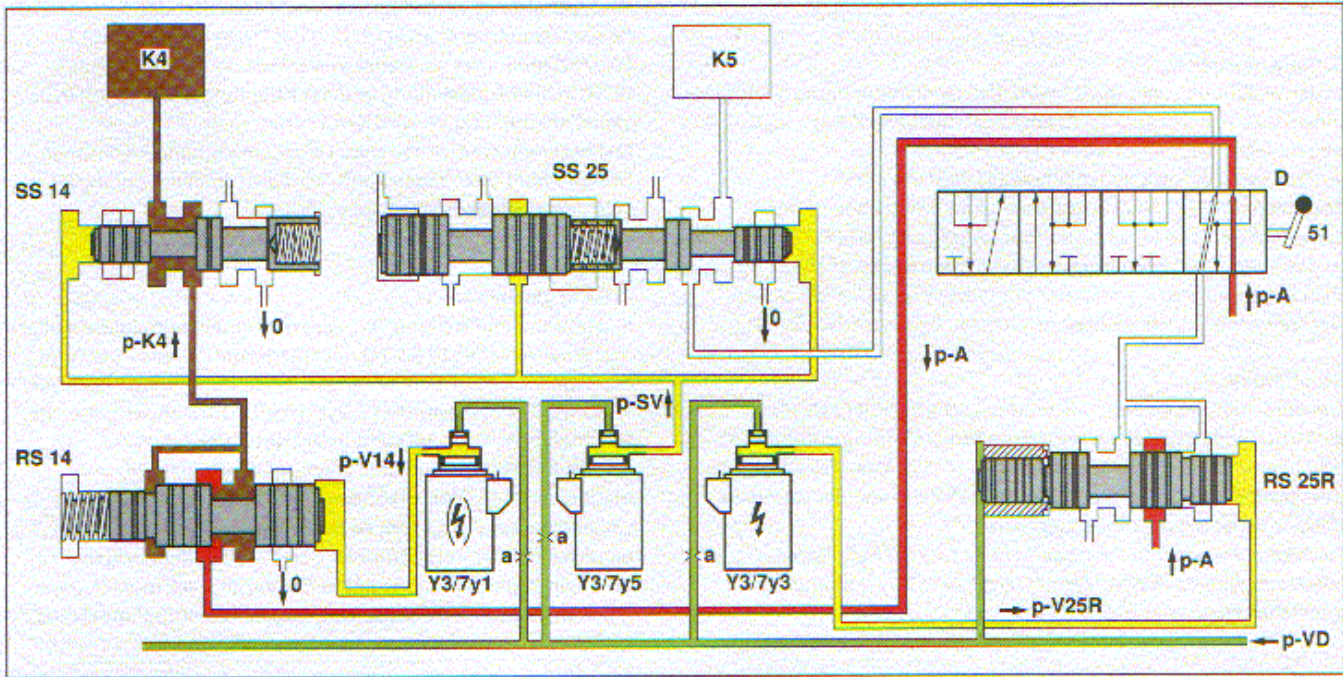 K4
K5
SS 14
SS 25
D
51
p-A
0
0
p-K4
p-A
p-SV
RS 14
p-V14
RS 25R
a
a
a
Y3/7y1
Y3/7y5
Y3/7y3
p-A
0
p-V25R
p-VD